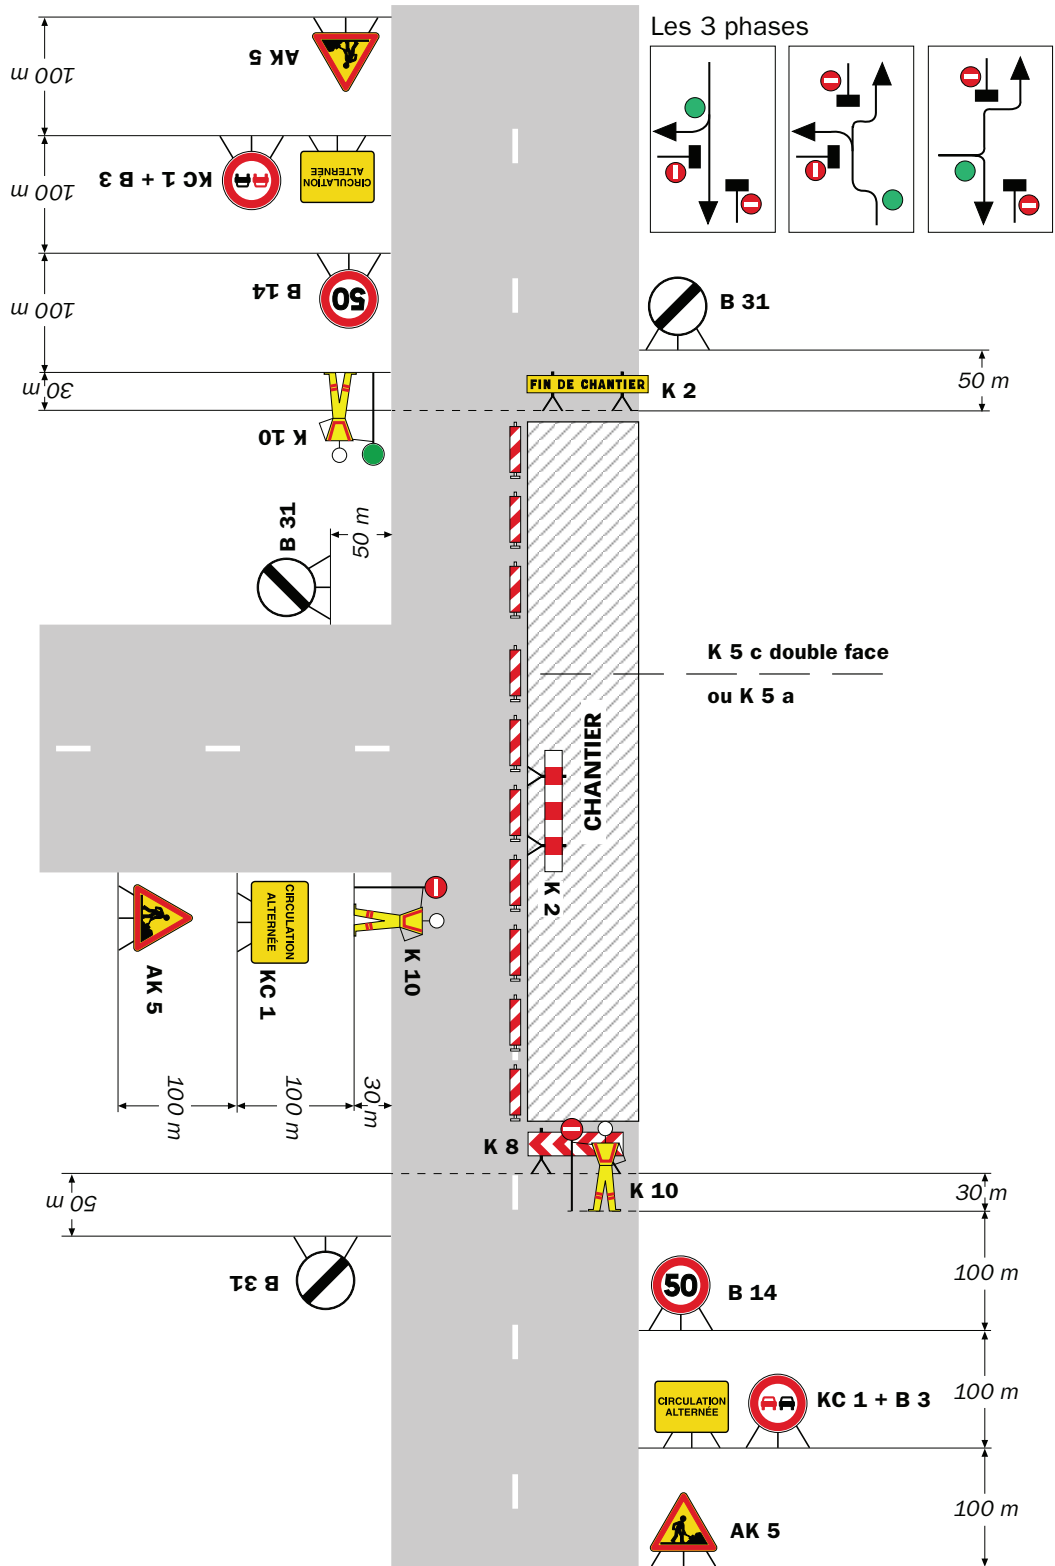 Les 3 phases
AK 5
100 m
KC 1 + B 3
CIRCULATION
ALTERNÉE
100 m
B 14
50
100 m
B 31
50 m
30 m
K 10
FIN DE CHANTIER
K 2
B 31
50 m
K 5 c double face
ou K 5 a
CHANTIER
K 2
AK 5
KC 1
CIRCULATION
ALTERNÉE
K 10
100 m
100 m
30 m
K 8
K 10
30 m
50 m
B 31
50
B 14
100 m
CIRCULATION
ALTERNÉE
KC 1 + B 3
100 m
AK 5
100 m